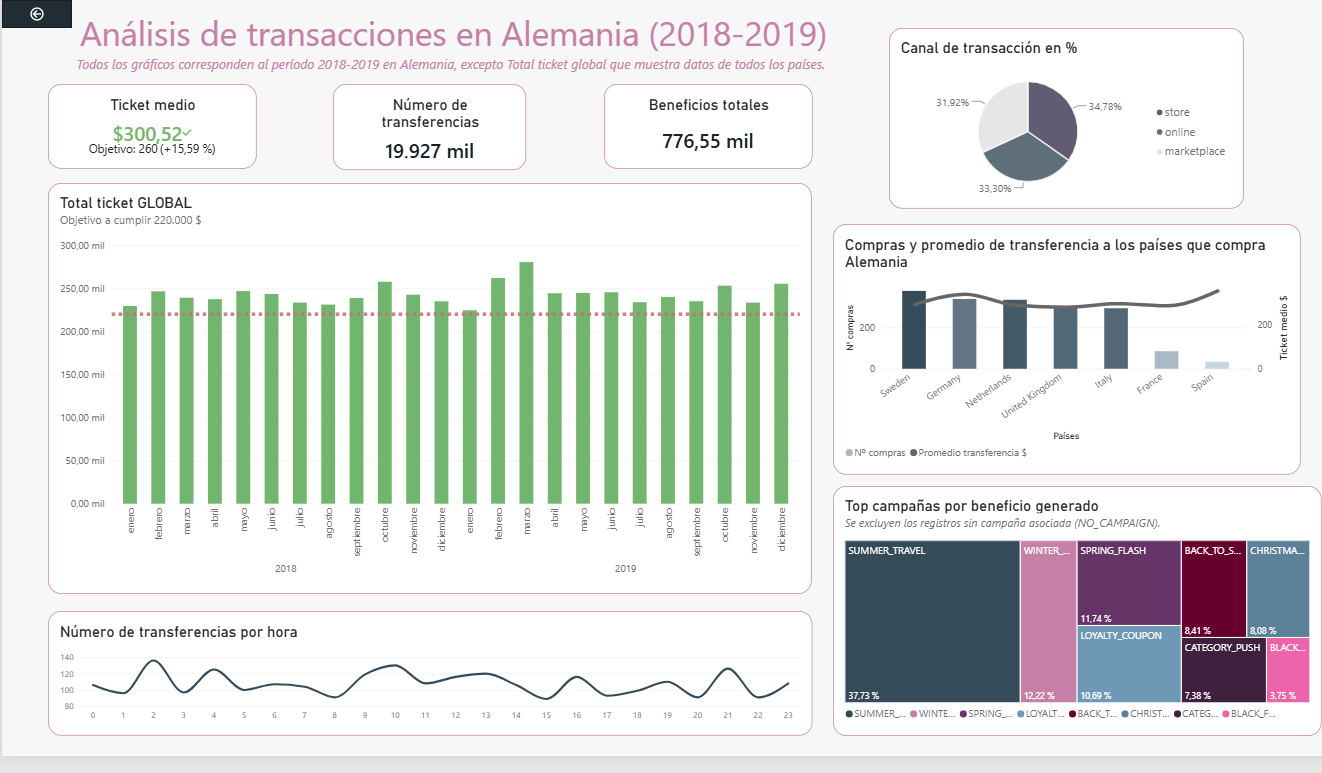 Análisis de transacciones en Alemania (2018-2019)
Todos los gráficos corresponden al período 2018-2019 en Alemania, excepto Total ticket global que muestra datos de todos los países.
Ticket medio
$300,52
Objetivo: 260 (+15,59 %)
Número de
transferencias
19.927 mil
Beneficios totales
776,55 mil
Canal de transacción en %
31,92%
34,78%
33,30%
store
online
marketplace
Total ticket GLOBAL
Objetivo a cumplir 220.000 $
300,00 mil
250,00 mil
200,00 mil
150,00 mil
100,00 mil
50,00 mil
0,00 mil
enero
febrero
marzo
abril
mayo
junio
julio
agosto
septiembre
octubre
noviembre
diciembre
enero
febrero
marzo
abril
mayo
junio
julio
agosto
septiembre
octubre
noviembre
diciembre
2018
2019
Compras y promedio de transferencia a los países que compra
Alemania
Nº compras
200
0
200
0
Ticket medio $
Sweden
Germany
Netherlands
United Kingdom
Italy
France
Spain
Países
Nº compras
Promedio transferencia $
Top campañas por beneficio generado
Se excluyen los registros sin campaña asociada (NO_CAMPAIGN).
SUMMER_TRAVEL
37,73 %
WINTER_...
12,22 %
SPRING_FLASH
11,74 %
LOYALTY_COUPON
10,69 %
BACK_TO_S...
8,41 %
CHRISTMA...
8,08 %
CATEGORY_PUSH
7,38 %
BLACK...
3,75 %
SUMMER_...
WINTE...
SPRING_...
LOYALT...
BACK_T...
CHRIST...
CATEG...
BLACK_F...
Número de transferencias por hora
140
120
100
80
0 1 2 3 4 5 6 7 8 9 10 11 12 13 14 15 16 17 18 19 20 21 22 23